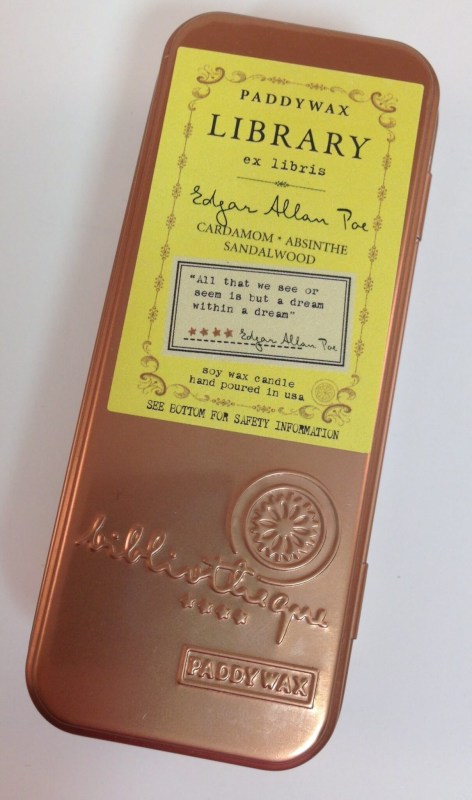 PADDYWAX
LIBRARY
ex libris
Edgar Allan Poe
CARDAMOM • ABSINTHE
SANDALWOOD
"All that we see or
seem is but a dream
within a dream"
Edgar Allan Poe
soy wax candle
hand poured in usa
SEE BOTTOM FOR SAFETY INFORMATION
bibliotheque
PADDYWAX